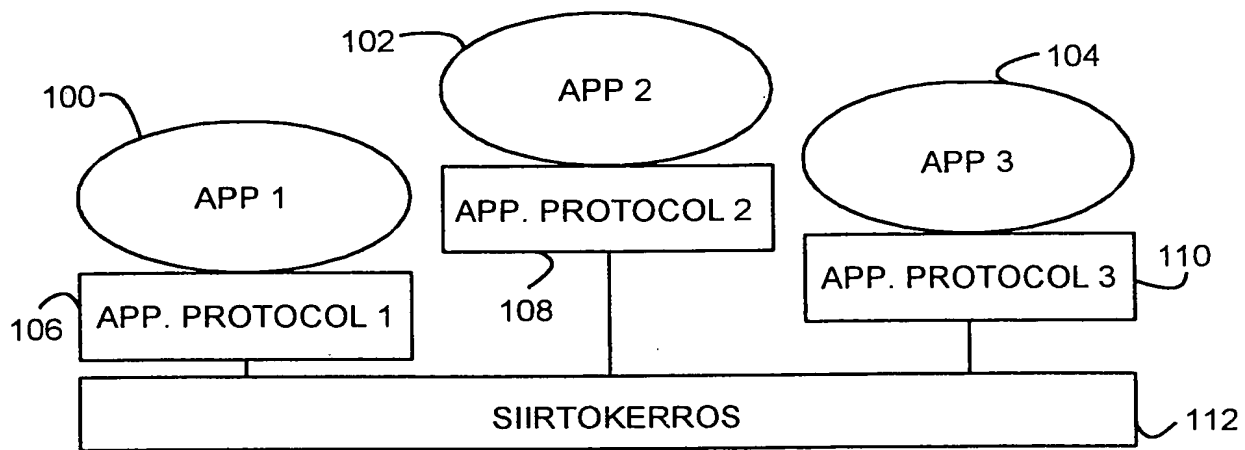 102
104
100
APP 2
APP 3
APP 1
APP. PROTOCOL 2
APP. PROTOCOL 3
110
108
APP. PROTOCOL 1
106
SIIRTOKERROS
112